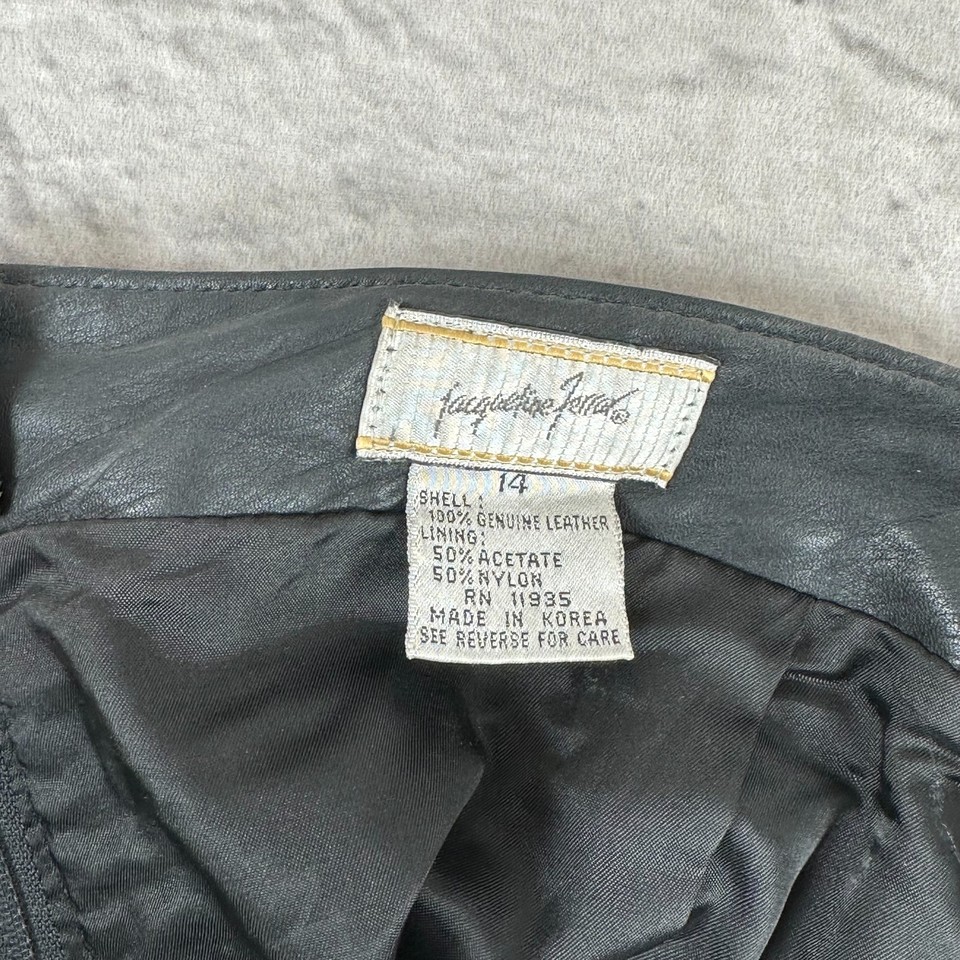 Jacqueline Ferrar®
14
SHELL:
100% GENUINE LEATHER
LINING:
50% ACETATE
50% NYLON
RN 11935
MADE IN KOREA
SEE REVERSE FOR CARE